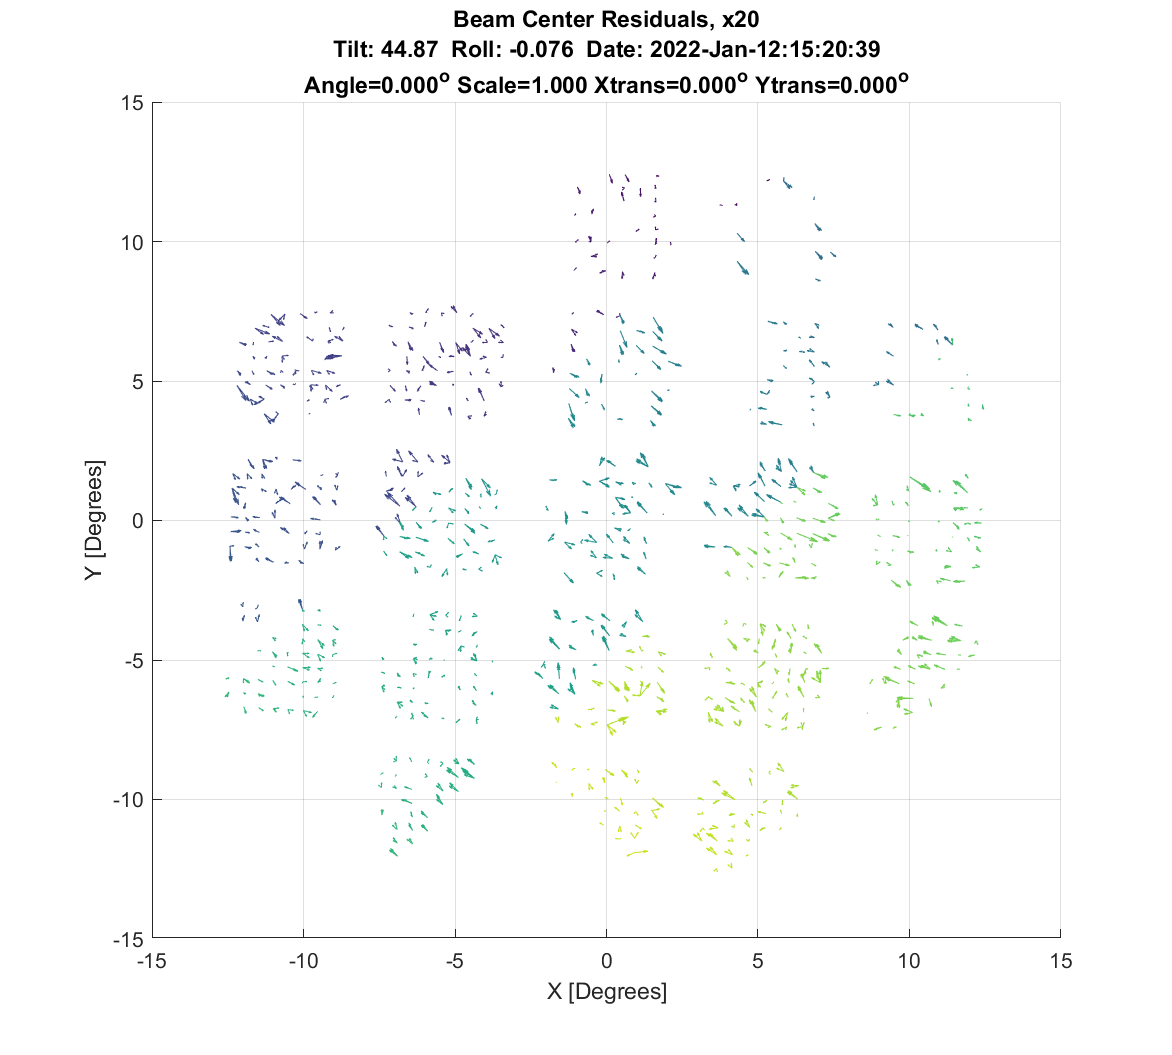 Beam Center Residuals, x20
Tilt: 44.87  Roll: -0.076  Date: 2022-Jan-12:15:20:39
Angle=0.000° Scale=1.000 Xtrans=0.000° Ytrans=0.000°
15
10
5
0
-5
-10
-15
Y [Degrees]
-15 -10 -5 0 5 10 15
X [Degrees]